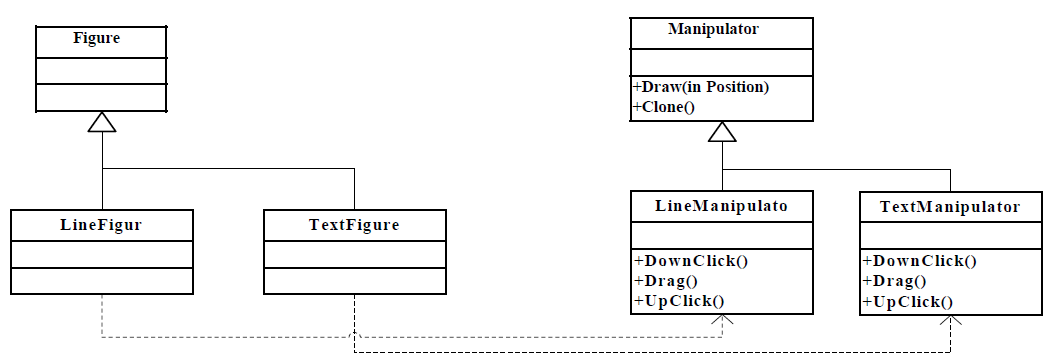 Figure
Manipulator
+Draw(in Position)
+Clone()
LineFigur
TextFigure
LineManipulato
+DownClick()
+Drag()
+UpClick()
TextManipulator
+DownClick()
+Drag()
+UpClick()